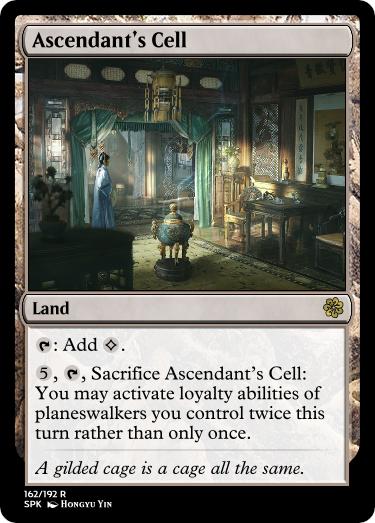 Ascendant's Cell
Land
T: Add C.
5, T, Sacrifice Ascendant's Cell:
You may activate loyalty abilities of
planeswalkers you control twice this
turn rather than only once.
A gilded cage is a cage all the same.
162/192 R
SPK Hongyu Yin